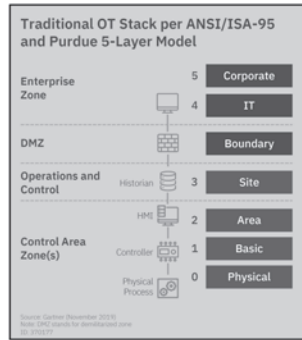 Traditional OT Stack per ANSI/ISA-95
and Purdue 5-Layer Model
Enterprise
Zone
5 Corporate
4 IT
DMZ Boundary
Operations and
Control
Historian 3 Site
HMI 2 Area
Control Area
Zone(s)
Controller 1 Basic
Physical
Process
0 Physical
Source: Gartner (November 2019)
Note: DMZ stands for demilitarized zone
ID: 370177